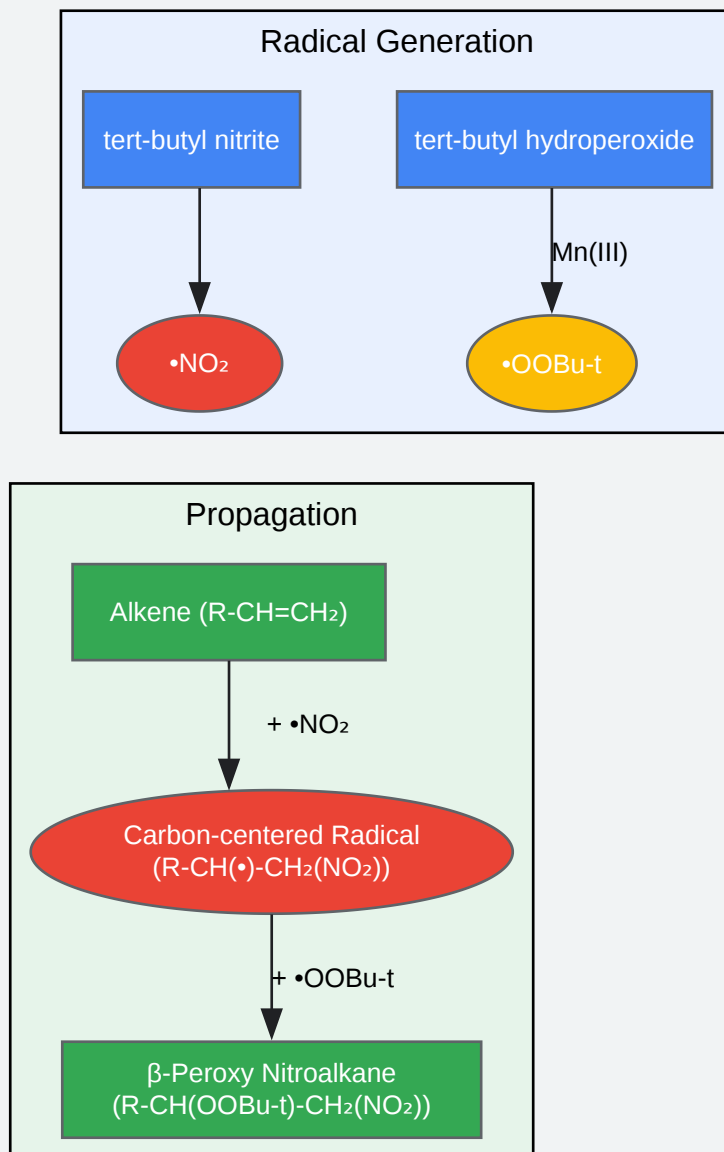 Radical Generation
tert-butyl nitrite
tert-butyl hydroperoxide
Mn(III)
•NO₂
•OOBu-t
Propagation
Alkene (R-CH=CH₂)
+ •NO₂
Carbon-centered Radical
(R-CH(•)-CH₂(NO₂))
+ •OOBu-t
β-Peroxy Nitroalkane
(R-CH(OOBu-t)-CH₂(NO₂))